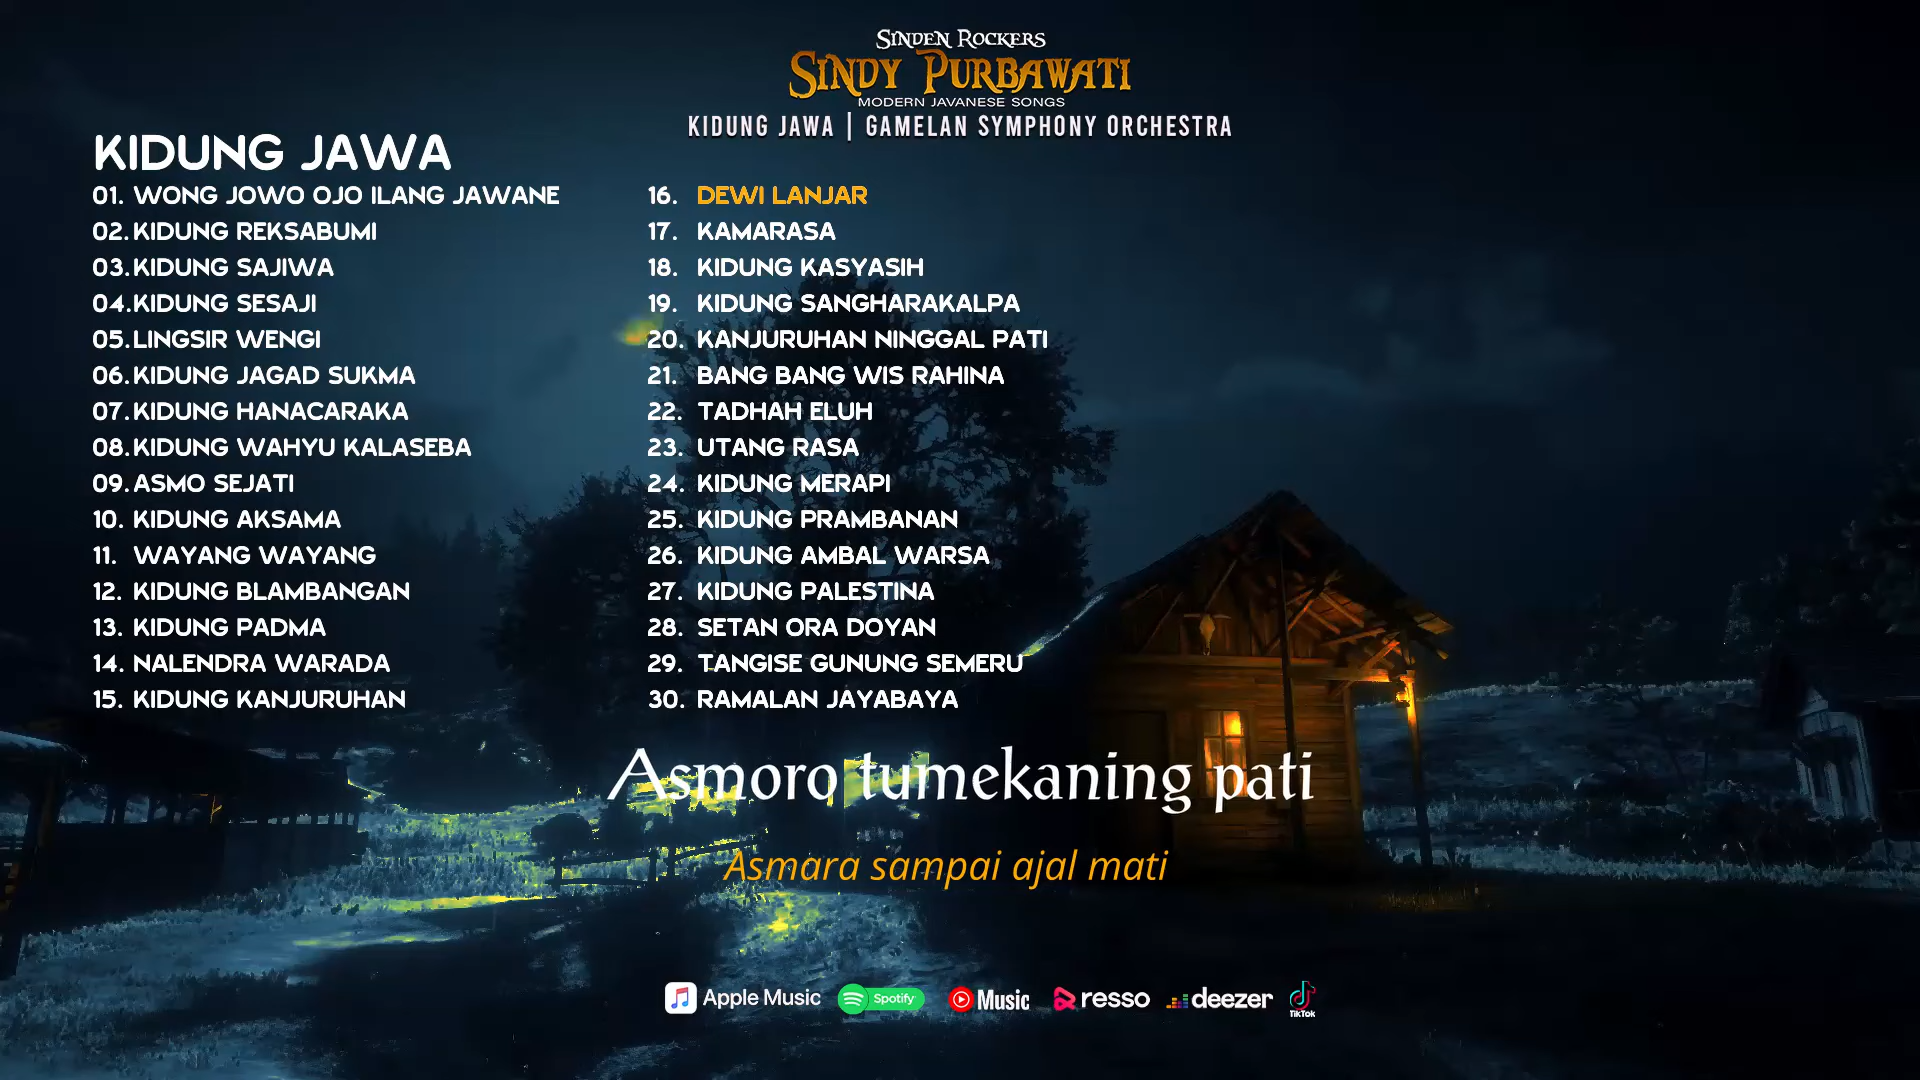 SINDEN ROCKERS
SINDY PURBAWATI
MODERN JAVANESE SONGS
KIDUNG JAWA | GAMELAN SYMPHONY ORCHESTRA
KIDUNG JAWA
01. WONG JOWO OJO ILANG JAWANE
02. KIDUNG REKSABUMI
03. KIDUNG SAJIWA
04. KIDUNG SESAJI
05. LINGSIR WENGI
06. KIDUNG JAGAD SUKMA
07. KIDUNG HANACARAKA
08. KIDUNG WAHYU KALASEBA
09. ASMO SEJATI
10. KIDUNG AKSAMA
11. WAYANG WAYANG
12. KIDUNG BLAMBANGAN
13. KIDUNG PADMA
14. NALENDRA WARADA
15. KIDUNG KANJURUHAN
16. DEWI LANJAR
17. KAMARASA
18. KIDUNG KASYASIH
19. KIDUNG SANGHARAKALPA
20. KANJURUHAN NINGGAL PATI
21. BANG BANG WIS RAHINA
22. TADHAH ELUH
23. UTANG RASA
24. KIDUNG MERAPI
25. KIDUNG PRAMBANAN
26. KIDUNG AMBAL WARSA
27. KIDUNG PALESTINA
28. SETAN ORA DOYAN
29. TANGISE GUNUNG SEMERU
30. RAMALAN JAYABAYA
Asmoro tumekaning pati
Asmara sampai ajal mati
Apple Music Spotify Music resso deezer TikTok